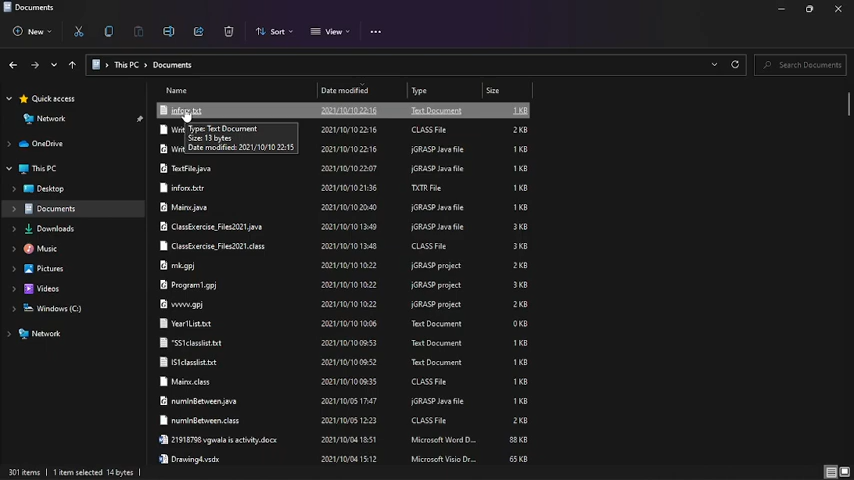 Documents
New Sort View
This PC Documents Search Documents
Name Date modified Type Size
Quick access
Network
OneDrive
This PC
Desktop
Documents
Downloads
Music
Pictures
Videos
Windows (C:)
Network
inforx.txt 2021/10/10 22:16 Text Document 1 KB
Type: Text Document
Size: 13 bytes
Date modified: 2021/10/10 22:15
Writ 2021/10/10 22:16 CLASS File 2 KB
Writ 2021/10/10 22:16 jGRASP Java file 1 KB
TextFile.java 2021/10/10 22:07 jGRASP Java file 1 KB
inforx.txtr 2021/10/10 21:36 TXTR File 1 KB
Mainx.java 2021/10/10 20:40 jGRASP Java file 1 KB
ClassExercise_Files2021.java 2021/10/10 13:49 jGRASP Java file 3 KB
ClassExercise_Files2021.class 2021/10/10 13:48 CLASS File 3 KB
mk.gpj 2021/10/10 10:22 jGRASP project 2 KB
Program1.gpj 2021/10/10 10:22 jGRASP project 2 KB
vvvvv.gpj 2021/10/10 10:22 jGRASP project 2 KB
Year1List.txt 2021/10/10 10:06 Text Document 0 KB
"SS1classlist.txt 2021/10/10 09:53 Text Document 1 KB
IS1classlist.txt 2021/10/10 09:52 Text Document 1 KB
Mainx.class 2021/10/10 09:35 CLASS File 1 KB
numInBetween.java 2021/10/05 17:47 jGRASP Java file 1 KB
numInBetween.class 2021/10/05 12:23 CLASS File 2 KB
21918798 vgwala is activity.docx 2021/10/04 18:51 Microsoft Word D... 88 KB
Drawing4.vsdx 2021/10/04 15:12 Microsoft Visio Dr... 65 KB
301 items 1 item selected 14 bytes